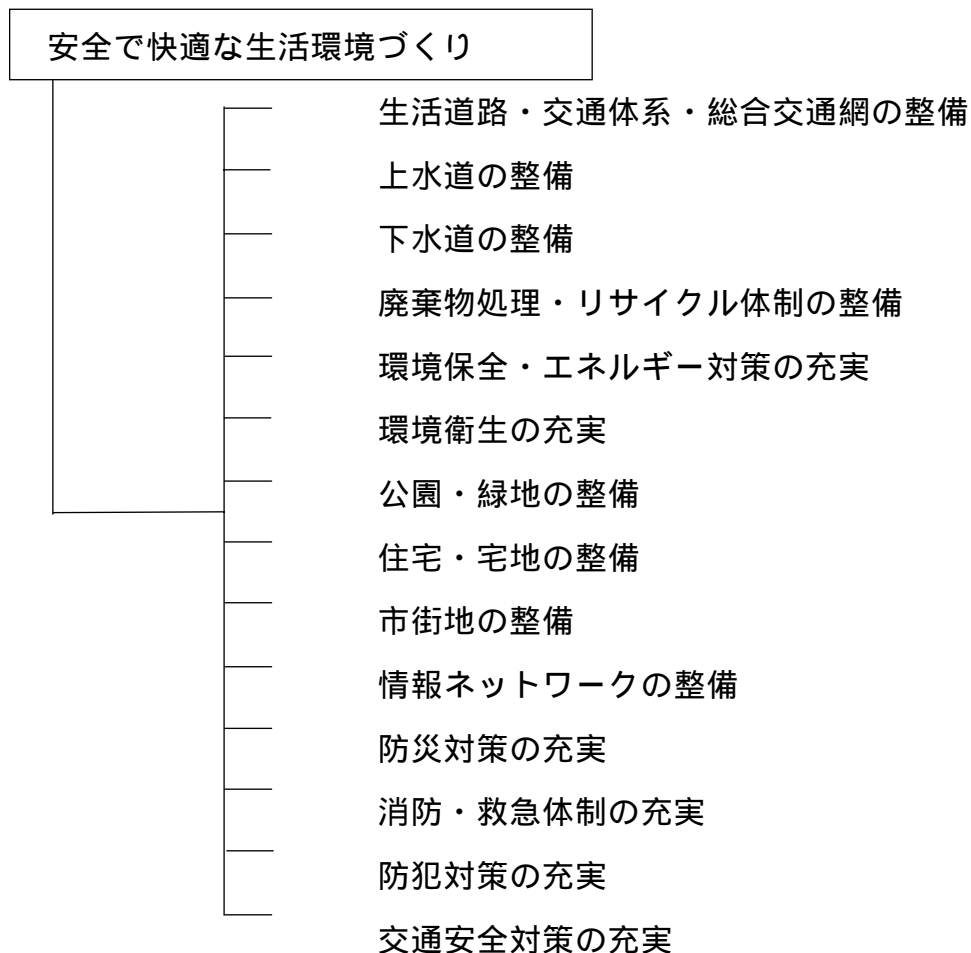 安全で快適な生活環境づくり
生活道路・交通体系・総合交通網の整備
上水道の整備
下水道の整備
廃棄物処理・リサイクル体制の整備
環境保全・エネルギー対策の充実
環境衛生の充実
公園・緑地の整備
住宅・宅地の整備
市街地の整備
情報ネットワークの整備
防災対策の充実
消防・救急体制の充実
防犯対策の充実
交通安全対策の充実